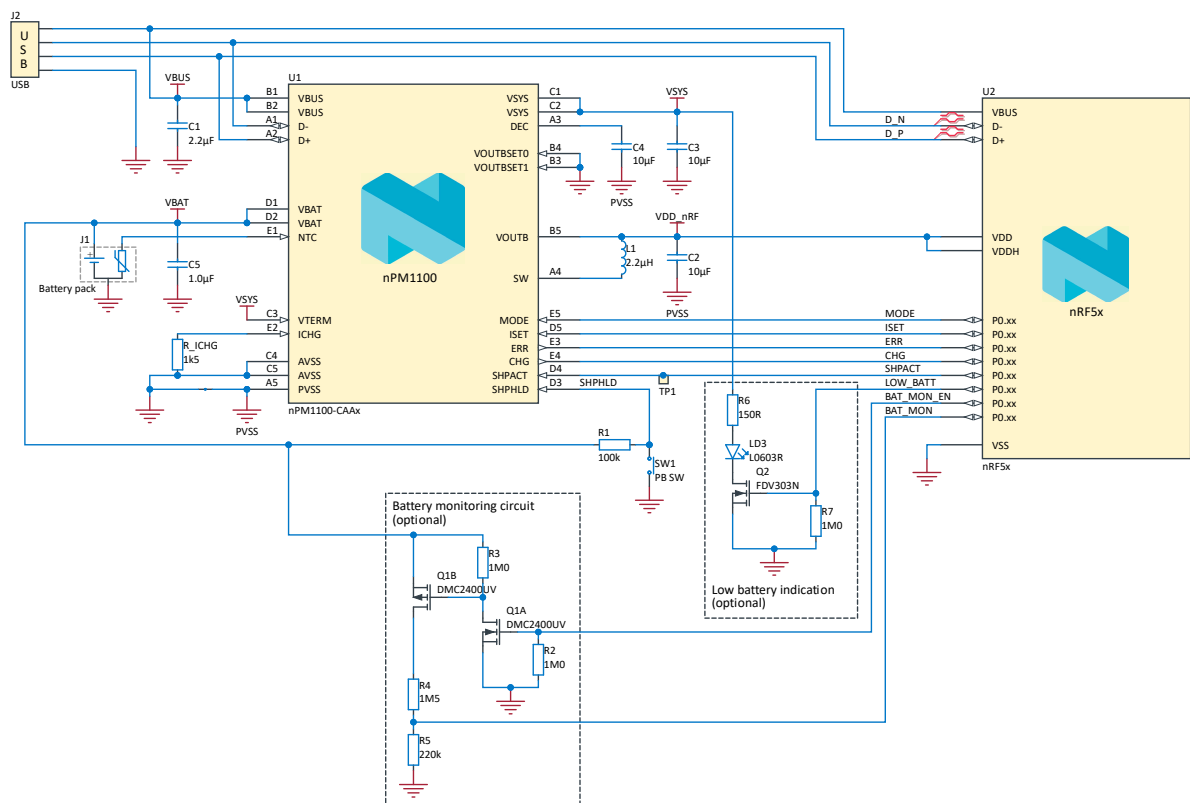 J2
U
S
B
USB
VBUS
C1
2.2µF
U1
B1 VBUS
B2 VBUS
A1 D-
A2 D+
VSYS C1
VSYS C2
DEC A3
VOUTBSET0 B4
VOUTBSET1 B3
C4
10µF
PVSS
VSYS
C3
10µF
U2
VBUS
D_N D-
D_P D+
VBAT
D1 VBAT
D2 VBAT
E1 NTC
J1
+
Battery pack
C5
1.0µF
nPM1100
VOUTB B5
SW A4
L1
2.2µH
VDD_nRF
C2
10µF
PVSS
VDD
VDDH
nRF5x
VSYS
C3 VTERM
E2 ICHG
R_ICHG
1k5
C4 AVSS
C5 AVSS
A5 PVSS
PVSS
nPM1100-CAAx
MODE E5 MODE P0.xx
ISET D5 ISET P0.xx
ERR E3 ERR P0.xx
CHG E4 CHG P0.xx
SHPACT D4 SHPACT P0.xx
SHPHLD D3 SHPHLD
LOW_BATT P0.xx
BAT_MON_EN P0.xx
BAT_MON P0.xx
TP1
VSS
nRF5x
R1
100k
SW1
PB SW
R6
150R
LD3
L0603R
Q2
FDV303N
R7
1M0
Low battery indication
(optional)
Battery monitoring circuit
(optional)
R3
1M0
Q1B
DMC2400UV
Q1A
DMC2400UV
R2
1M0
R4
1M5
R5
220k